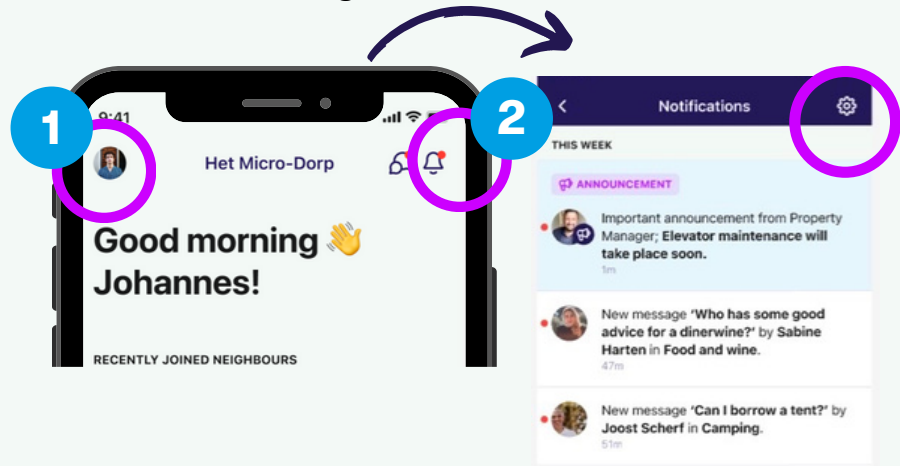 1
9:41
Het Micro-Dorp
Good morning 👋
Johannes!
RECENTLY JOINED NEIGHBOURS
2
Notifications
THIS WEEK
ANNOUNCEMENT
Important announcement from Property
Manager; Elevator maintenance will
take place soon.
1m
New message ‘Who has some good
advice for a dinerwine?’ by Sabine
Harten in Food and wine.
47m
New message ‘Can I borrow a tent?’ by
Joost Scherf in Camping.
51m